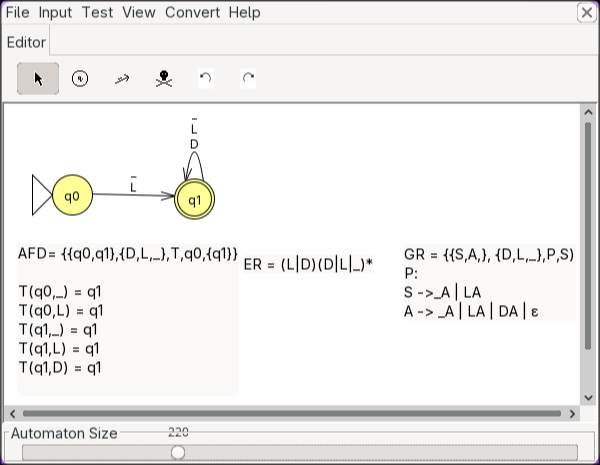 File Input Test View Convert Help
Editor
_
L
D
_
L
q0
q1
AFD= {{q0,q1},{D,L,_},T,q0,{q1}}
T(q0,_) = q1
T(q0,L) = q1
T(q1,_) = q1
T(q1,L) = q1
T(q1,D) = q1
ER = (L|D)(D|L|_)*
GR = {{S,A,}, {D,L,_},P,S)
P:
S ->_A | LA
A -> _A | LA | DA | ε
Automaton Size
220